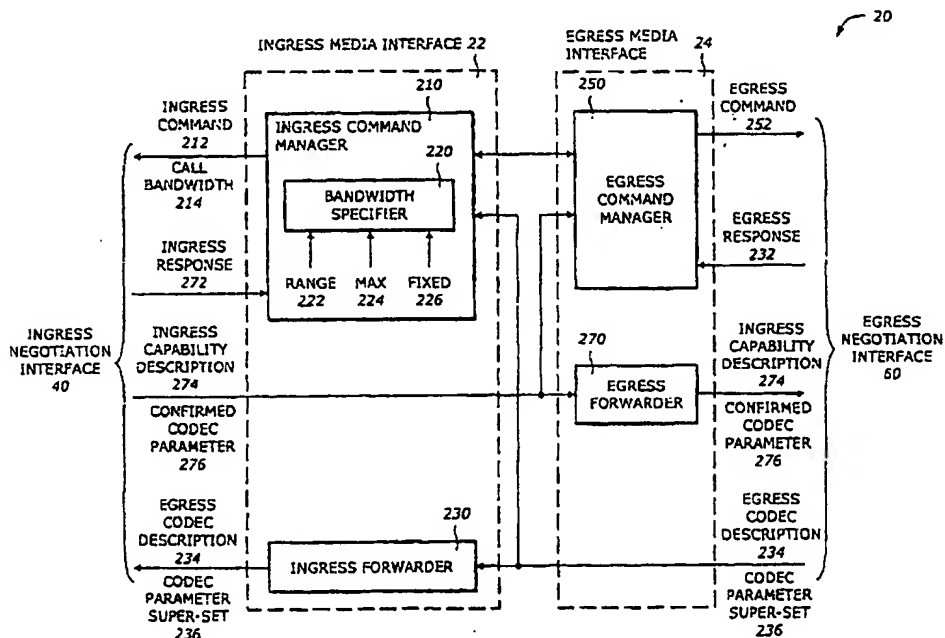 20
INGRESS MEDIA INTERFACE 22
EGRESS MEDIA
INTERFACE 24
INGRESS
COMMAND
212
CALL
BANDWIDTH
214
INGRESS
RESPONSE
272
INGRESS
CAPABILITY
DESCRIPTION
274
CONFIRMED
CODEC
PARAMETER
276
EGRESS
CODEC
DESCRIPTION
234
CODEC
PARAMETER
SUPER-SET
236
INGRESS
NEGOTIATION
INTERFACE
40
210
INGRESS COMMAND
MANAGER
220
BANDWIDTH
SPECIFIER
RANGE
222
MAX
224
FIXED
226
230
INGRESS FORWARDER
250
EGRESS
COMMAND
MANAGER
270
EGRESS
FORWARDER
EGRESS
COMMAND
252
EGRESS
RESPONSE
232
INGRESS
CAPABILITY
DESCRIPTION
274
CONFIRMED
CODEC
PARAMETER
276
EGRESS
CODEC
DESCRIPTION
234
CODEC
PARAMETER
SUPER-SET
236
EGRESS
NEGOTIATION
INTERFACE
60